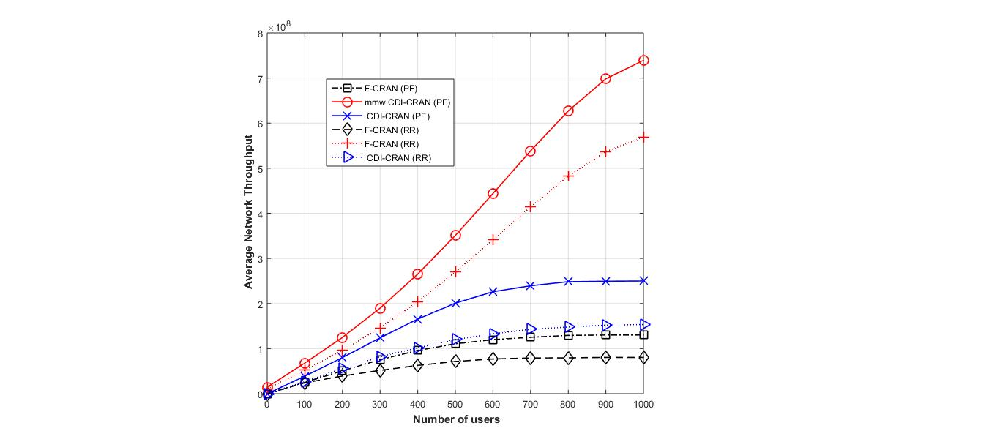 ×10^8
8
7
6
5
4
3
2
1
0
Average Network Throughput
F-CRAN (PF)
mmw CDI-CRAN (PF)
CDI-CRAN (PF)
F-CRAN (RR)
F-CRAN (RR)
CDI-CRAN (RR)
0 100 200 300 400 500 600 700 800 900 1000
Number of users